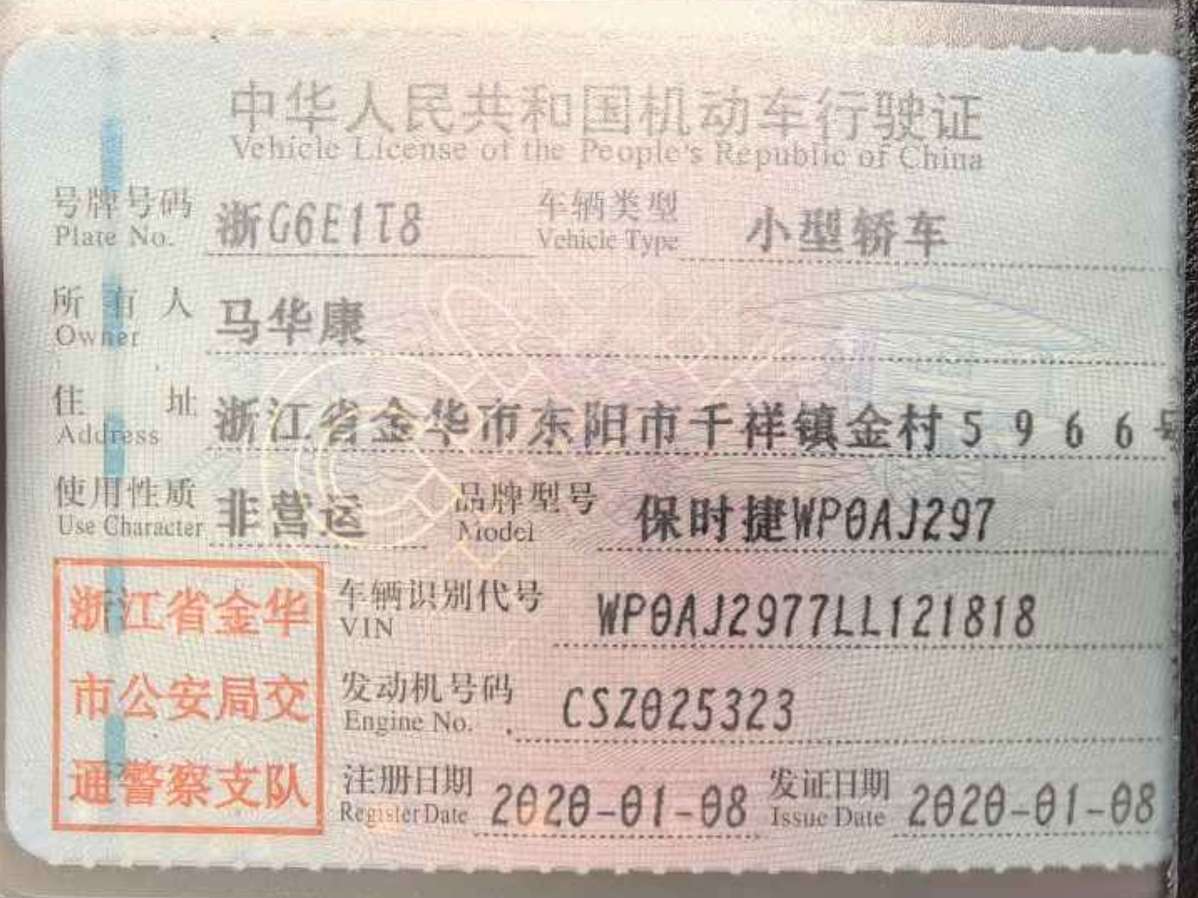 中华人民共和国机动车行驶证
Vehicle License of the People's Republic of China
号牌号码 浙G6E1T8 车辆类型 小型轿车
Plate No. Vehicle Type
所有人 马华康
Owner
住址 浙江省金华市东阳市千祥镇金村5966号
Address
使用性质 非营运 品牌型号 保时捷WP0AJ297
Use Character Model
浙江省金华
市公安局交
通警察支队
车辆识别代号 WP0AJ2977LL121818
VIN
发动机号码 CSZ025323
Engine No.
注册日期 2020-01-08 发证日期 2020-01-08
Register Date Issue Date